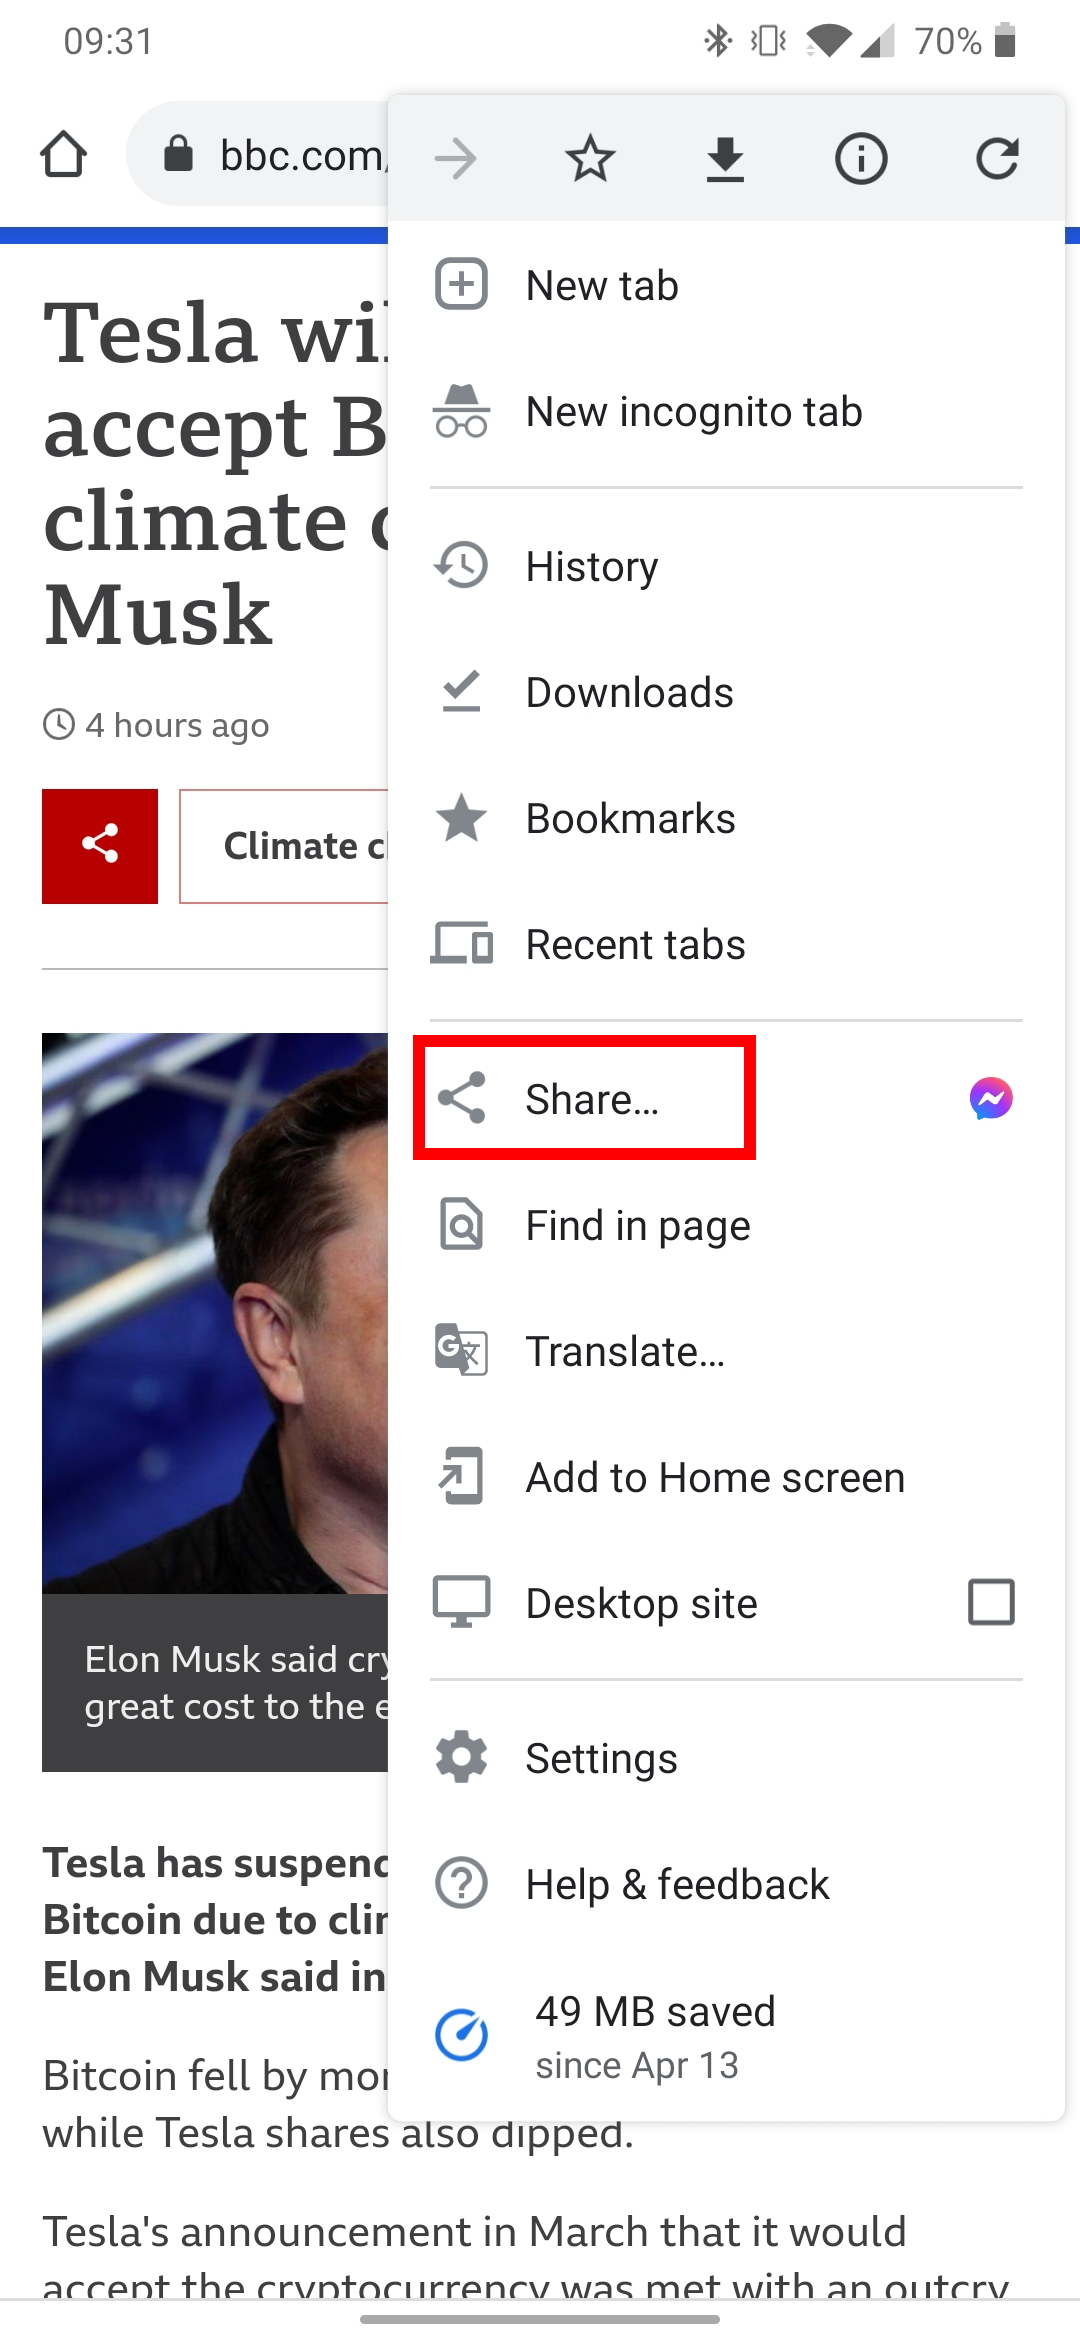 09:31
70%
bbc.com/
Tesla wil
accept B
climate c
Musk
4 hours ago
Climate c
New tab
New incognito tab
History
Downloads
Bookmarks
Recent tabs
Share...
Find in page
Translate...
Add to Home screen
Desktop site
Settings
Help & feedback
49 MB saved
since Apr 13
Elon Musk said cry
great cost to the e
Tesla has suspend
Bitcoin due to clim
Elon Musk said in
Bitcoin fell by mor
while Tesla shares also dipped.
Tesla's announcement in March that it would
accept the cryptocurrency was met with an outcry